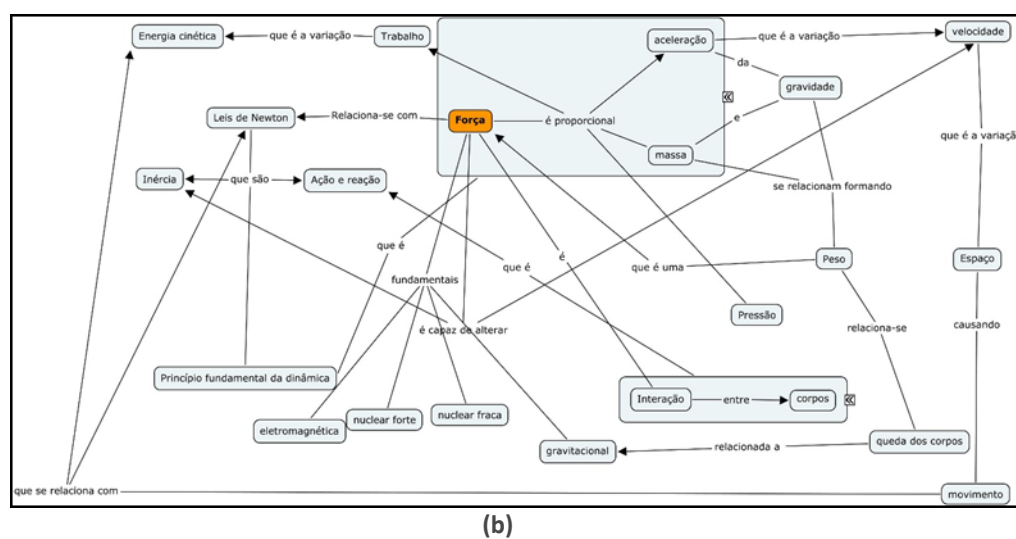 Energia cinética
que é a variação
Trabalho
aceleração
que é a variação
velocidade
da
gravidade
Leis de Newton
Relaciona-se com
Força
é proporcional
e
massa
que é a variaçã
Inércia
que são
Ação e reação
se relacionam formando
que é
fundamentais
que é
é
que é uma
Peso
Espaço
Pressão
é capaz de alterar
relaciona-se
causando
Princípio fundamental da dinâmica
Interação
entre
corpos
eletromagnética
nuclear forte
nuclear fraca
gravitacional
relacionada a
queda dos corpos
que se relaciona com
movimento
(b)